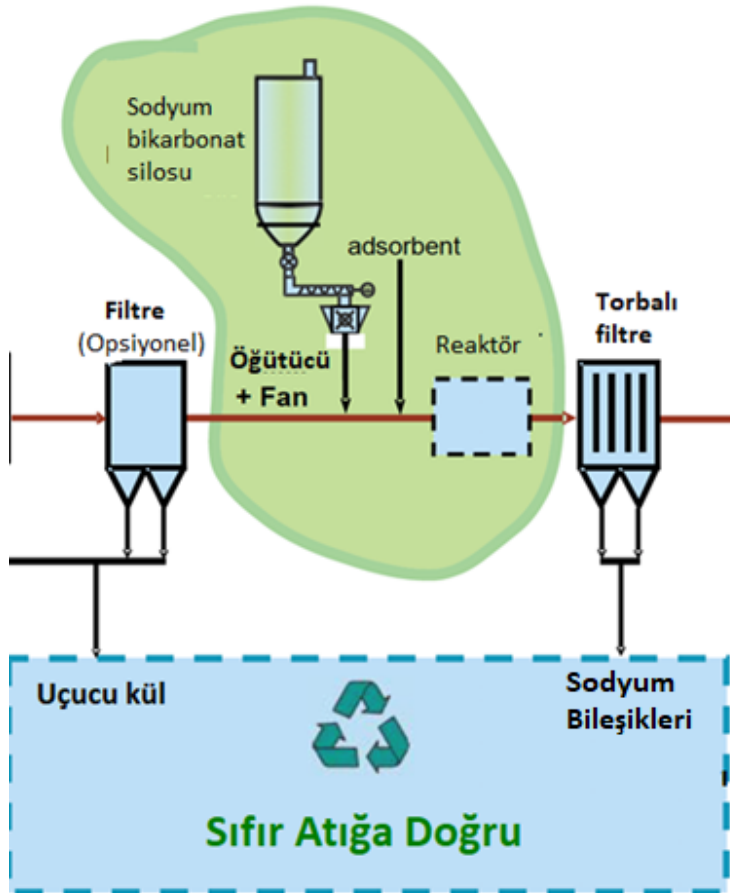 Sodyum
bikarbonat
silosu
adsorbent
Filtre
(Opsiyonel)
Öğütücü
+ Fan
Reaktör
Torbalı
filtre
Uçucu kül
Sodyum
Bileşikleri
Sıfır Atığa Doğru